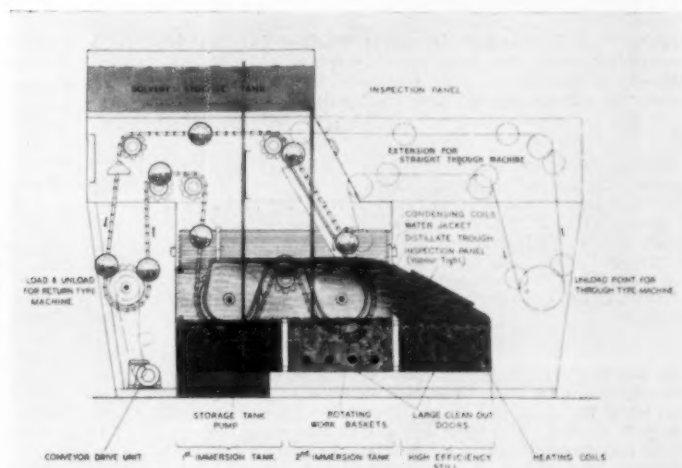 SOLVENT STORAGE TANK
INSPECTION PANEL
EXTENSION FOR
STRAIGHT THROUGH MACHINE
CONDENSING COILS
WATER JACKET
DISTILLATE TROUGH
INSPECTION PANEL
(Vapour Tight)
LOAD & UNLOAD
FOR RETURN TYPE
MACHINE.
UNLOAD POINT FOR
THROUGH TYPE MACHINE
STORAGE TANK
PUMP
ROTATING
WORK BASKETS.
LARGE CLEAN OUT
DOORS.
CONVEYOR DRIVE UNIT
1st IMMERSION TANK
2nd IMMERSION TANK
HIGH EFFICIENCY
STILL
HEATING COILS